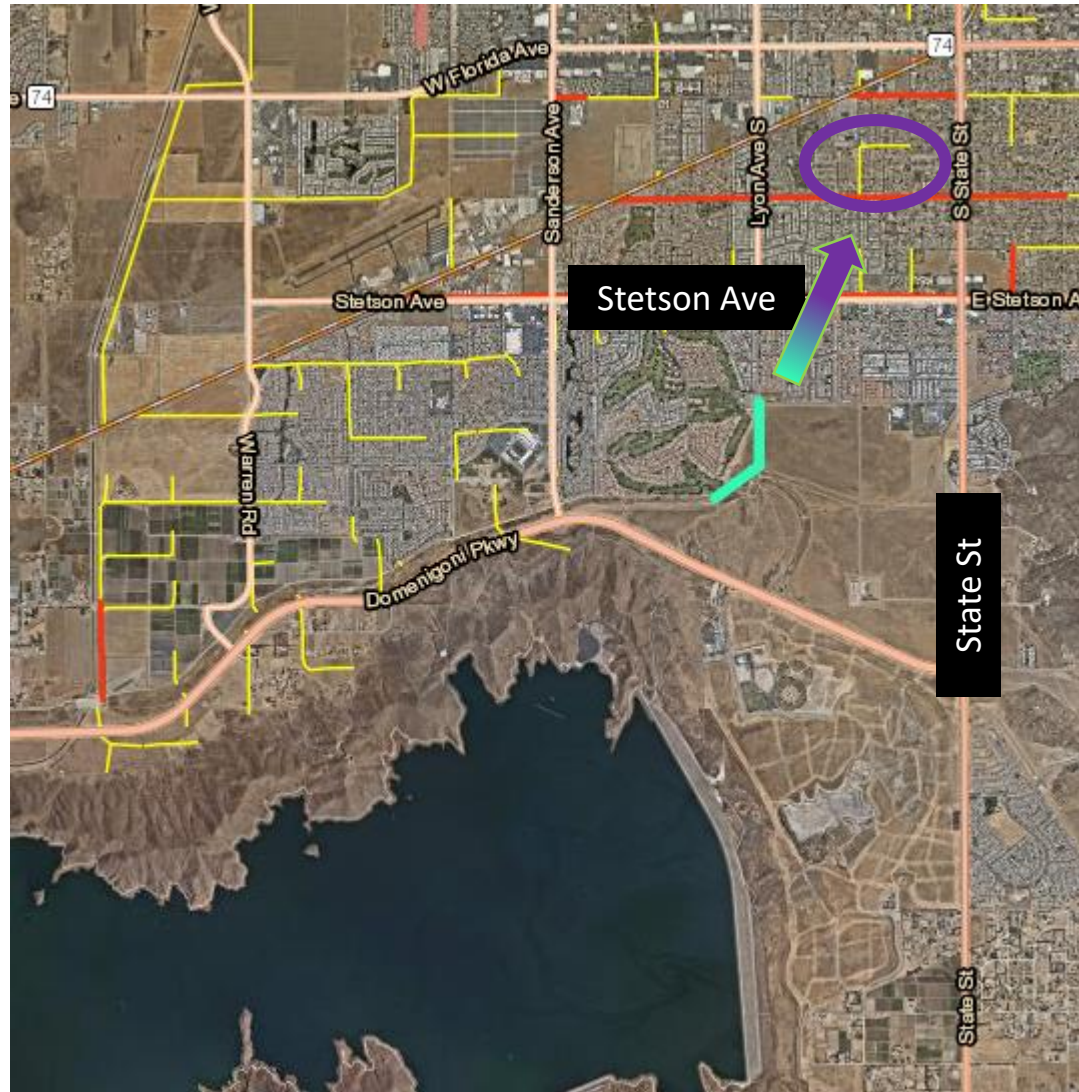 W Florida Ave
74
74
Sanderson Ave
Lyon Ave S
S State St
Stetson Ave
Stetson Ave
E Stetson A
Warren Rd
Domenigoni Pkwy
State St
State St